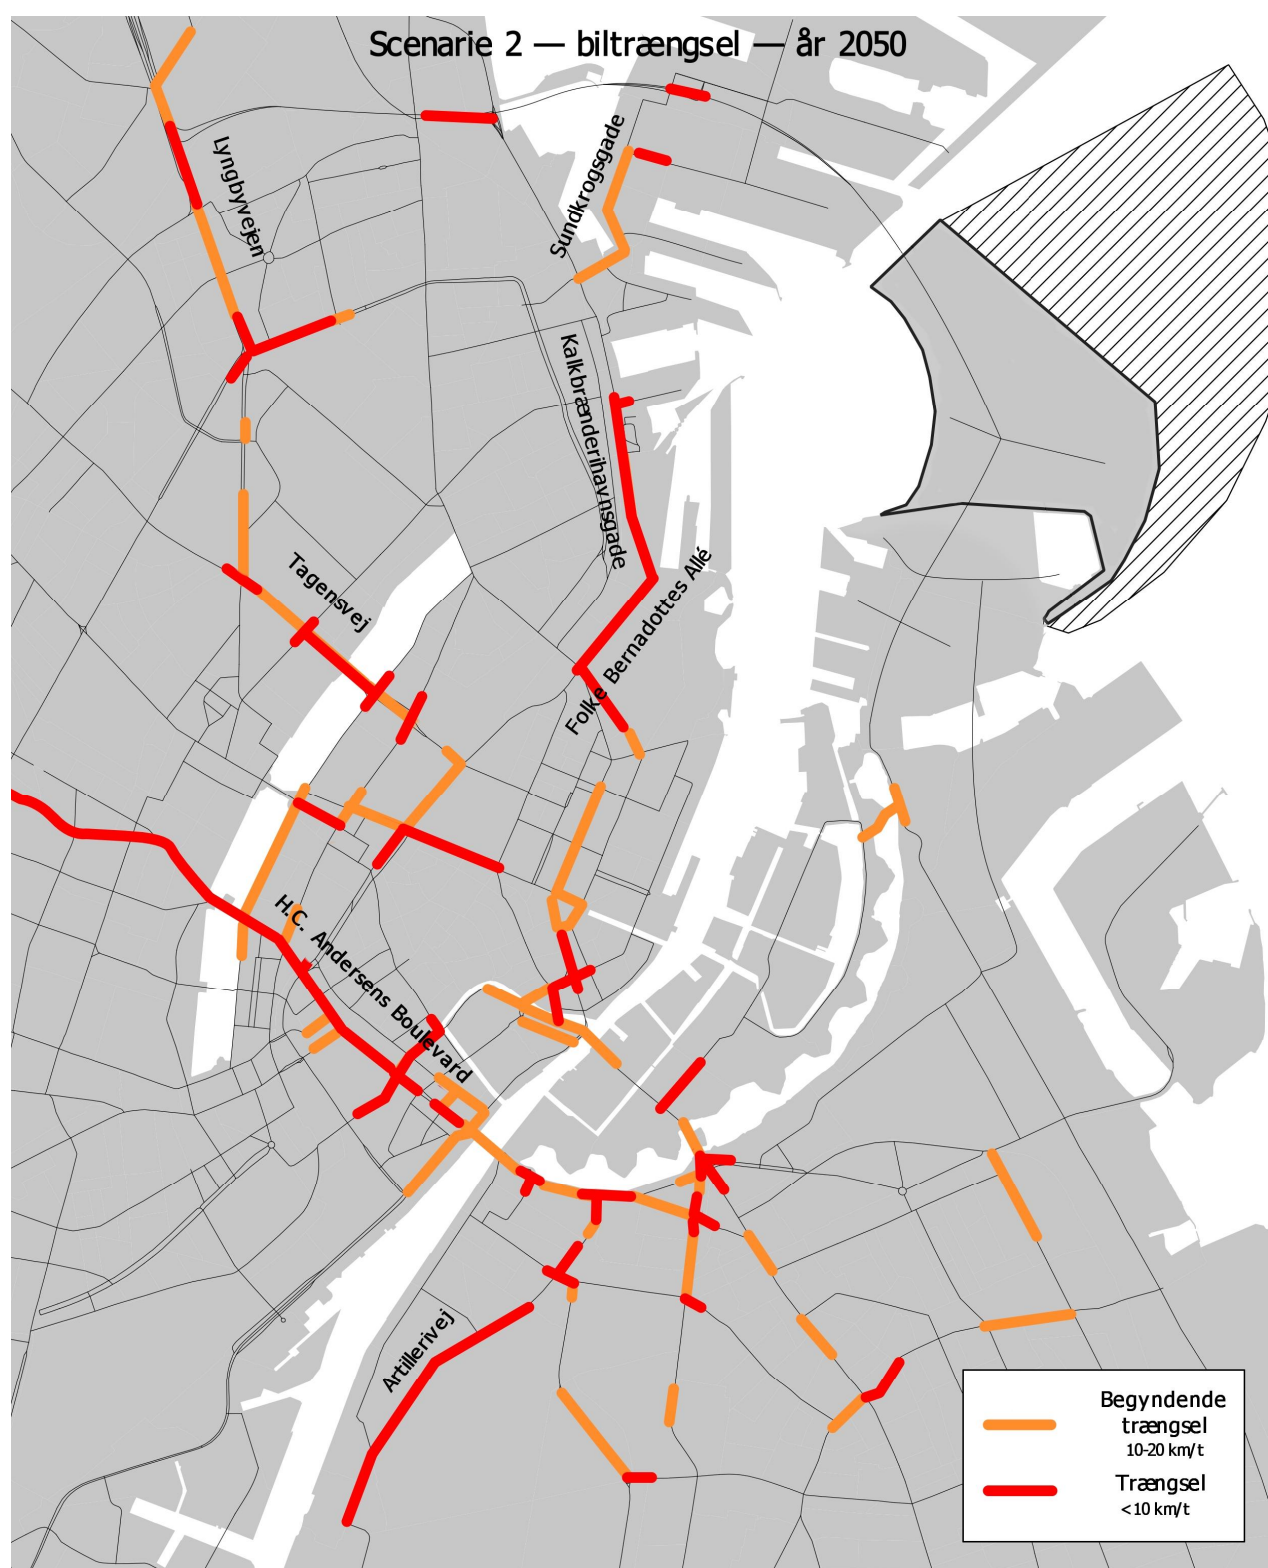 Scenarie 2 — biltrængsel — år 2050
Lyngbyvejen
Sundkrogsgade
Kalkbrænderihavnsgade
Tagensvej
Folke Bernadottes Allé
H.C. Andersens Boulevard
Artillerivej
Begyndende
trængsel
10-20 km/t
Trængsel
<10 km/t